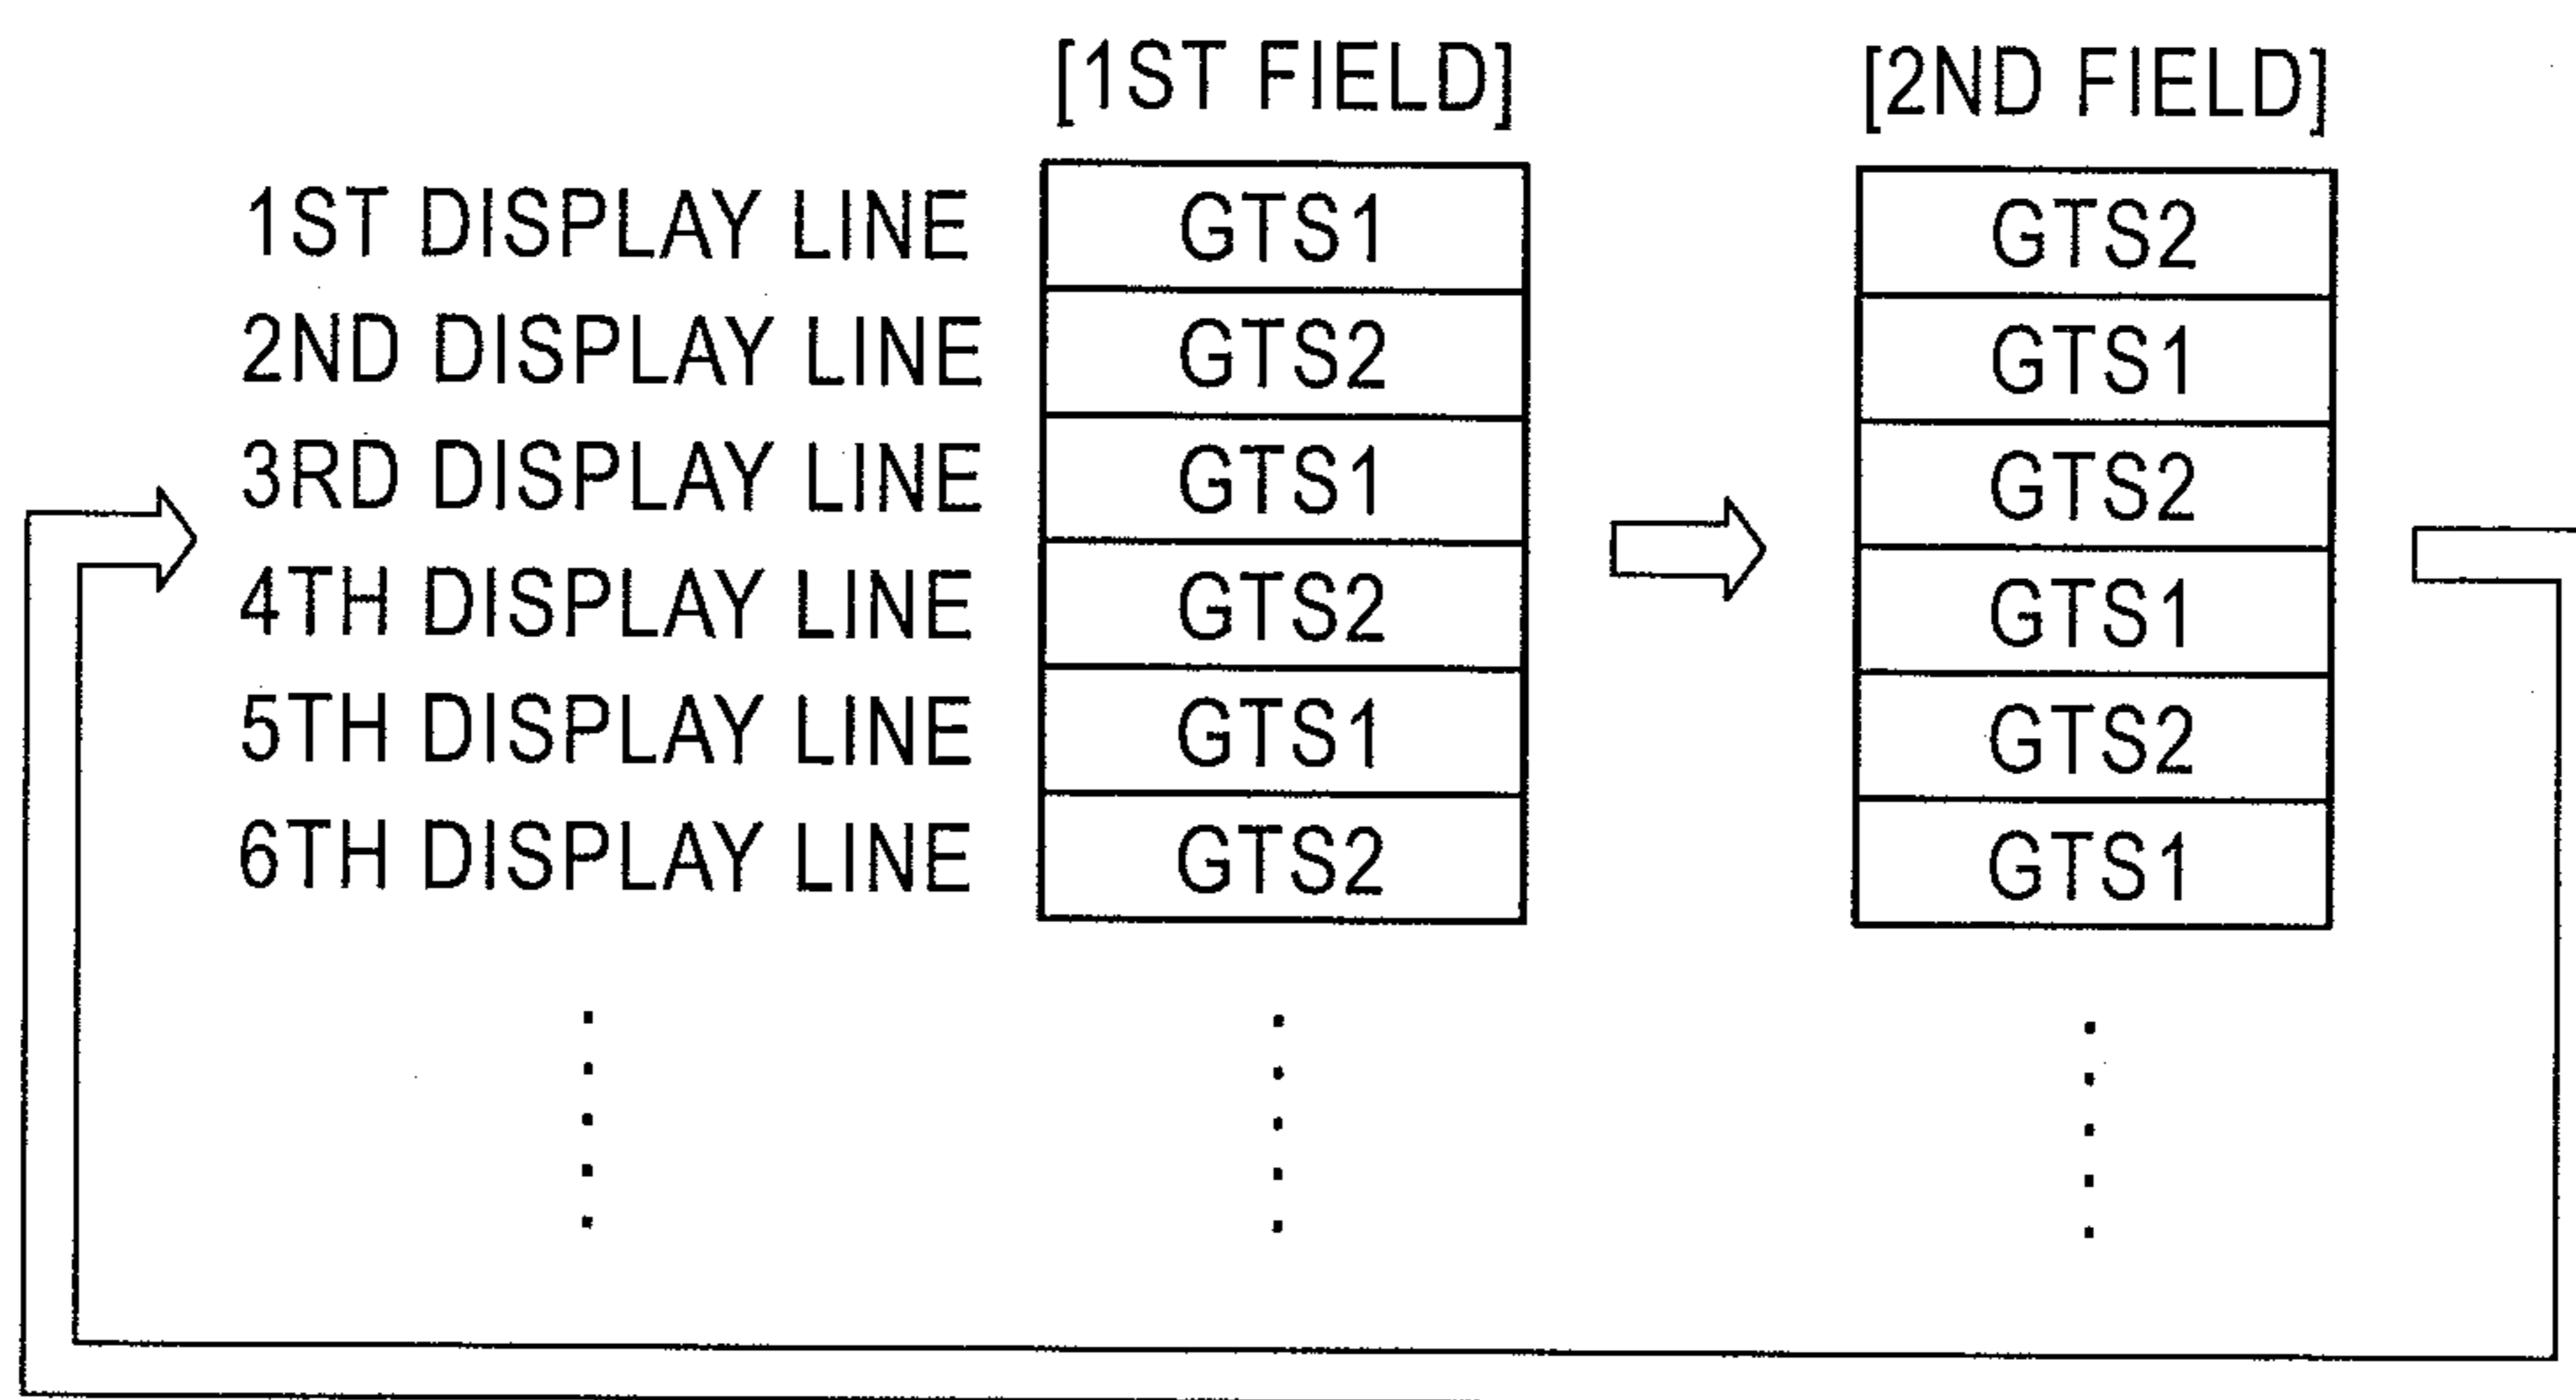 [1ST FIELD] [2ND FIELD]
1ST DISPLAY LINE GTS1 GTS2
2ND DISPLAY LINE GTS2 GTS1
3RD DISPLAY LINE GTS1 GTS2
4TH DISPLAY LINE GTS2 GTS1
5TH DISPLAY LINE GTS1 GTS2
6TH DISPLAY LINE GTS2 GTS1